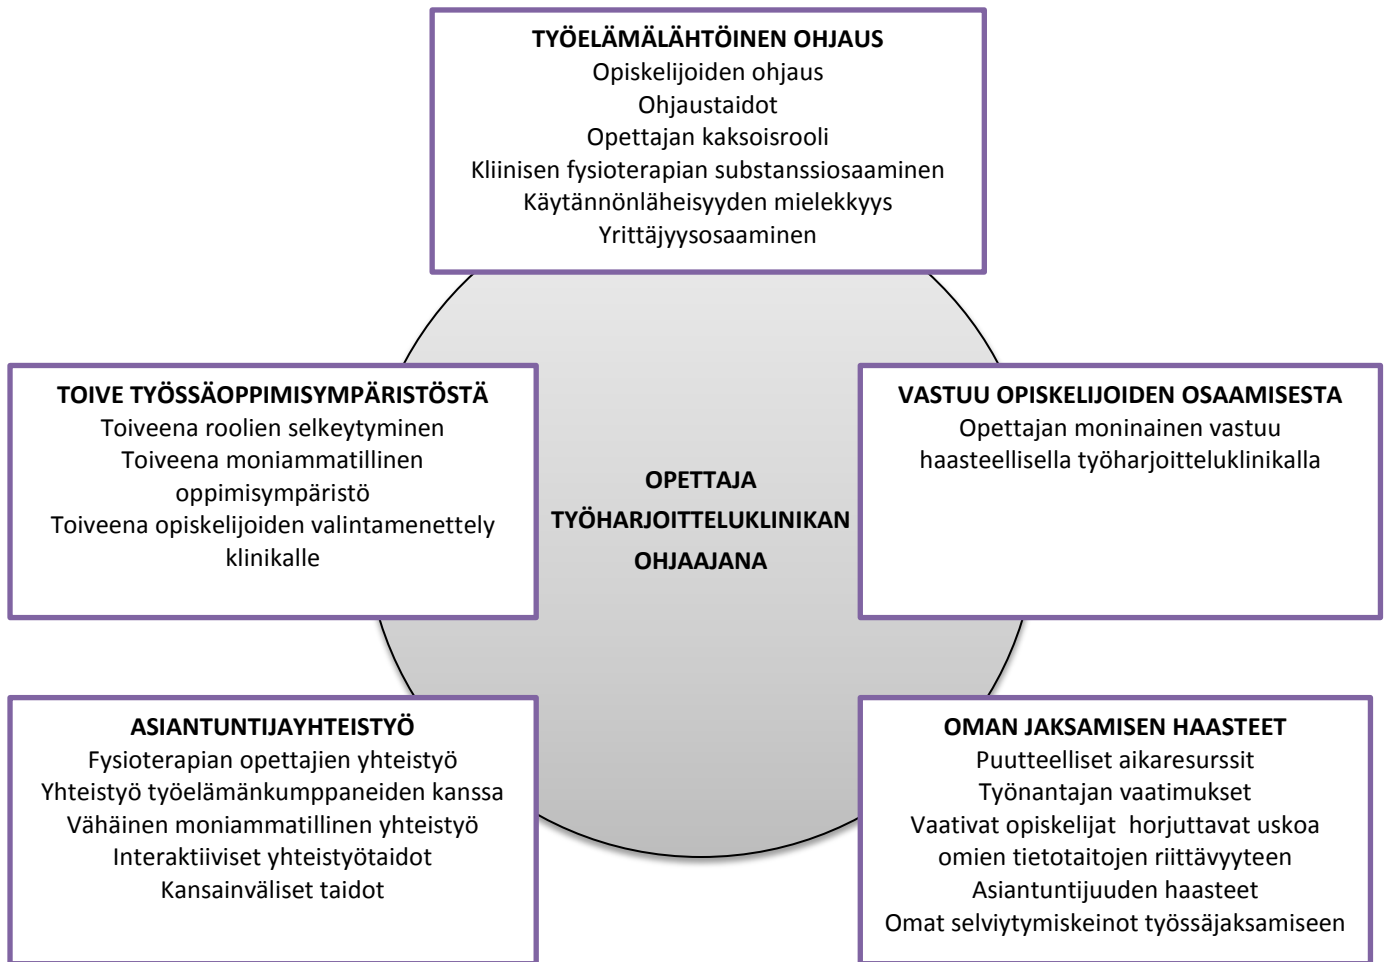 TYÖELÄMÄLÄHTÖINEN OHJAUS
Opiskelijoiden ohjaus
Ohjaustaidot
Opettajan kaksoisrooli
Kliinisen fysioterapian substanssiosaaminen
Käytännönläheisyyden mielekkyys
Yrittäjyysosaaminen
TOIVE TYÖSSÄOPPIMISYMPÄRISTÖSTÄ
Toiveena roolien selkeytyminen
Toiveena moniammatillinen
oppimisympäristö
Toiveena opiskelijoiden valintamenettely
klinikalle
OPETTAJA
TYÖHARJOITTELUKLINIKAN
OHJAAJANA
VASTUU OPISKELIJOIDEN OSAAMISESTA
Opettajan moninainen vastuu
haasteellisella työharjoitteluklinikalla
ASIANTUNTIJAYHTEISTYÖ
Fysioterapian opettajien yhteistyö
Yhteistyö työelämänkumppaneiden kanssa
Vähäinen moniammatillinen yhteistyö
Interaktiiviset yhteistyötaidot
Kansainväliset taidot
OMAN JAKSAMISEN HAASTEET
Puutteelliset aikaresurssit
Työnantajan vaatimukset
Vaativat opiskelijat  horjuttavat uskoa
omien tietotaitojen riittävyyteen
Asiantuntijuuden haasteet
Omat selviytymiskeinot työssäjaksamiseen